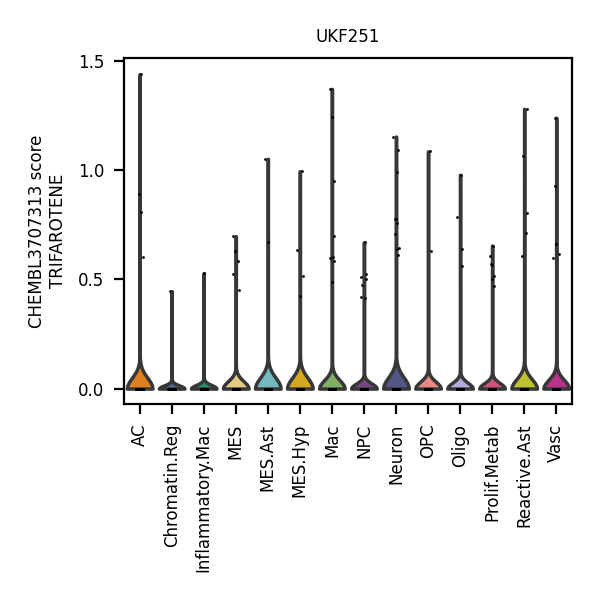 UKF251
CHEMBL3707313 score
TRIFAROTENE
1.5
1.0
0.5
0.0
AC
Chromatin.Reg
Inflammatory.Mac
MES
MES.Ast
MES.Hyp
Mac
NPC
Neuron
OPC
Oligo
Prolif.Metab
Reactive.Ast
Vasc